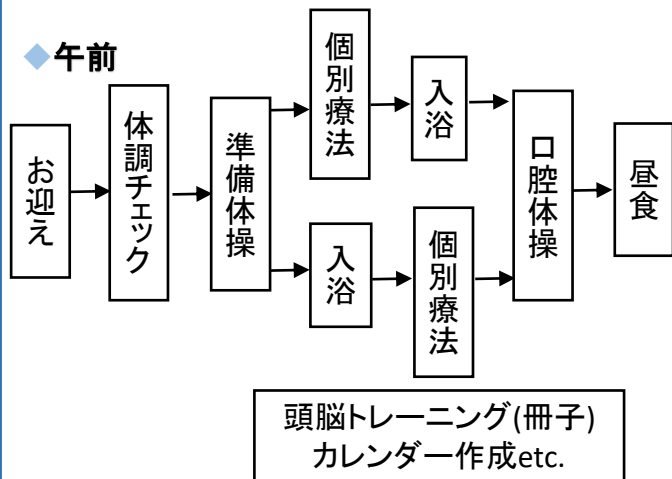 午前
お迎え
体調チェック
準備体操
個別療法
入浴
入浴
個別療法
口腔体操
昼食
頭脳トレーニング(冊子)
カレンダー作成etc.